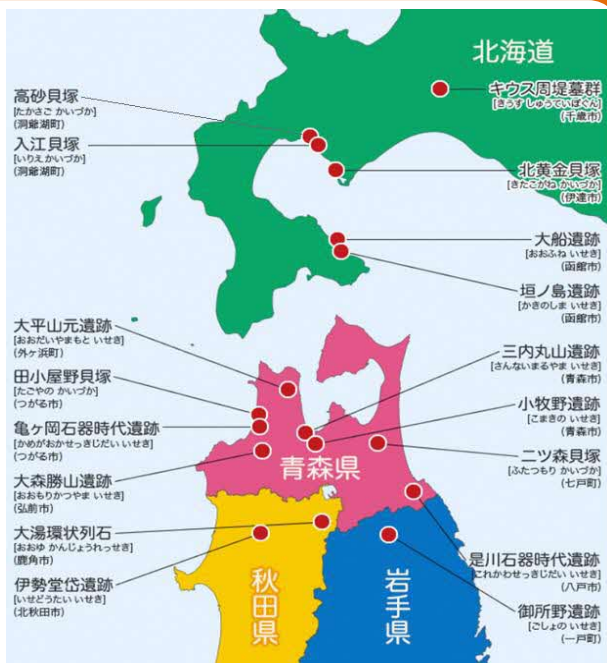 北海道
高砂貝塚
[たかさご かいづか]
(洞爺湖町)
入江貝塚
[いりえ かいづか]
(洞爺湖町)
キウス周堤墓群
[きうす しゅうていぼぐん]
(千歳市)
北黄金貝塚
[きたこがね かいづか]
(伊達市)
大船遺跡
[おおふね いせき]
(函館市)
垣ノ島遺跡
[かきのしま いせき]
(函館市)
大平山元遺跡
[おおだいやまもと いせき]
(外ヶ浜町)
田小屋野貝塚
[たごやの かいづか]
(つがる市)
亀ヶ岡石器時代遺跡
[かめがおかせっきじだい いせき]
(つがる市)
大森勝山遺跡
[おおもりかつやま いせき]
(弘前市)
三内丸山遺跡
[さんないまるやま いせき]
(青森市)
小牧野遺跡
[こまきの いせき]
(青森市)
二ツ森貝塚
[ふたつもり かいづか]
(七戸町)
青森県
大湯環状列石
[おおゆ かんじょうれっせき]
(鹿角市)
伊勢堂岱遺跡
[いせどうたい いせき]
(北秋田市)
是川石器時代遺跡
[これかわせっきじだい いせき]
(八戸市)
御所野遺跡
[ごしょの いせき]
(一戸町)
秋田県
岩手県